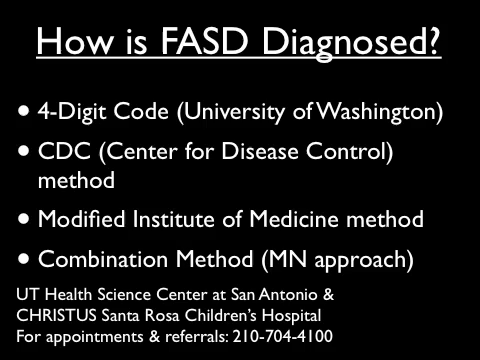 How is FASD Diagnosed?
• 4-Digit Code (University of Washington)
• CDC (Center for Disease Control)
method
• Modified Institute of Medicine method
• Combination Method (MN approach)
UT Health Science Center at San Antonio &
CHRISTUS Santa Rosa Children's Hospital
For appointments & referrals: 210-704-4100